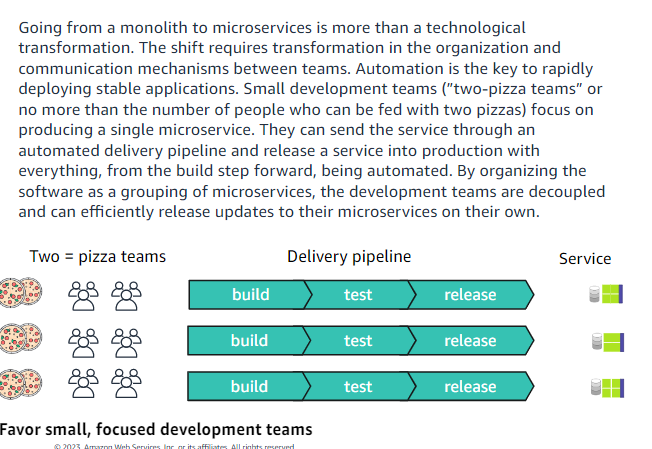 Going from a monolith to microservices is more than a technological
transformation. The shift requires transformation in the organization and
communication mechanisms between teams. Automation is the key to rapidly
deploying stable applications. Small development teams ("two-pizza teams" or
no more than the number of people who can be fed with two pizzas) focus on
producing a single microservice. They can send the service through an
automated delivery pipeline and release a service into production with
everything, from the build step forward, being automated. By organizing the
software as a grouping of microservices, the development teams are decoupled
and can efficiently release updates to their microservices on their own.
Two = pizza teams Delivery pipeline Service
build test release
build test release
build test release
Favor small, focused development teams
© 2023, Amazon Web Services, Inc. or its affiliates. All rights reserved.